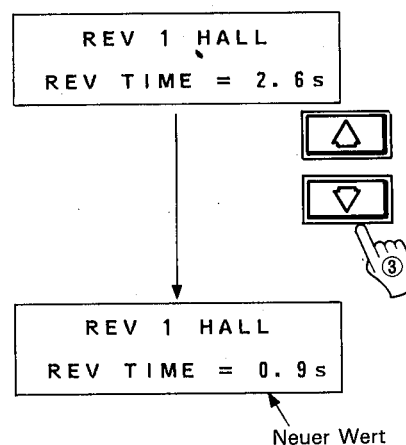 REV 1 HALL
REV TIME = 2.6s
③
REV 1 HALL
REV TIME = 0.9s
Neuer Wert